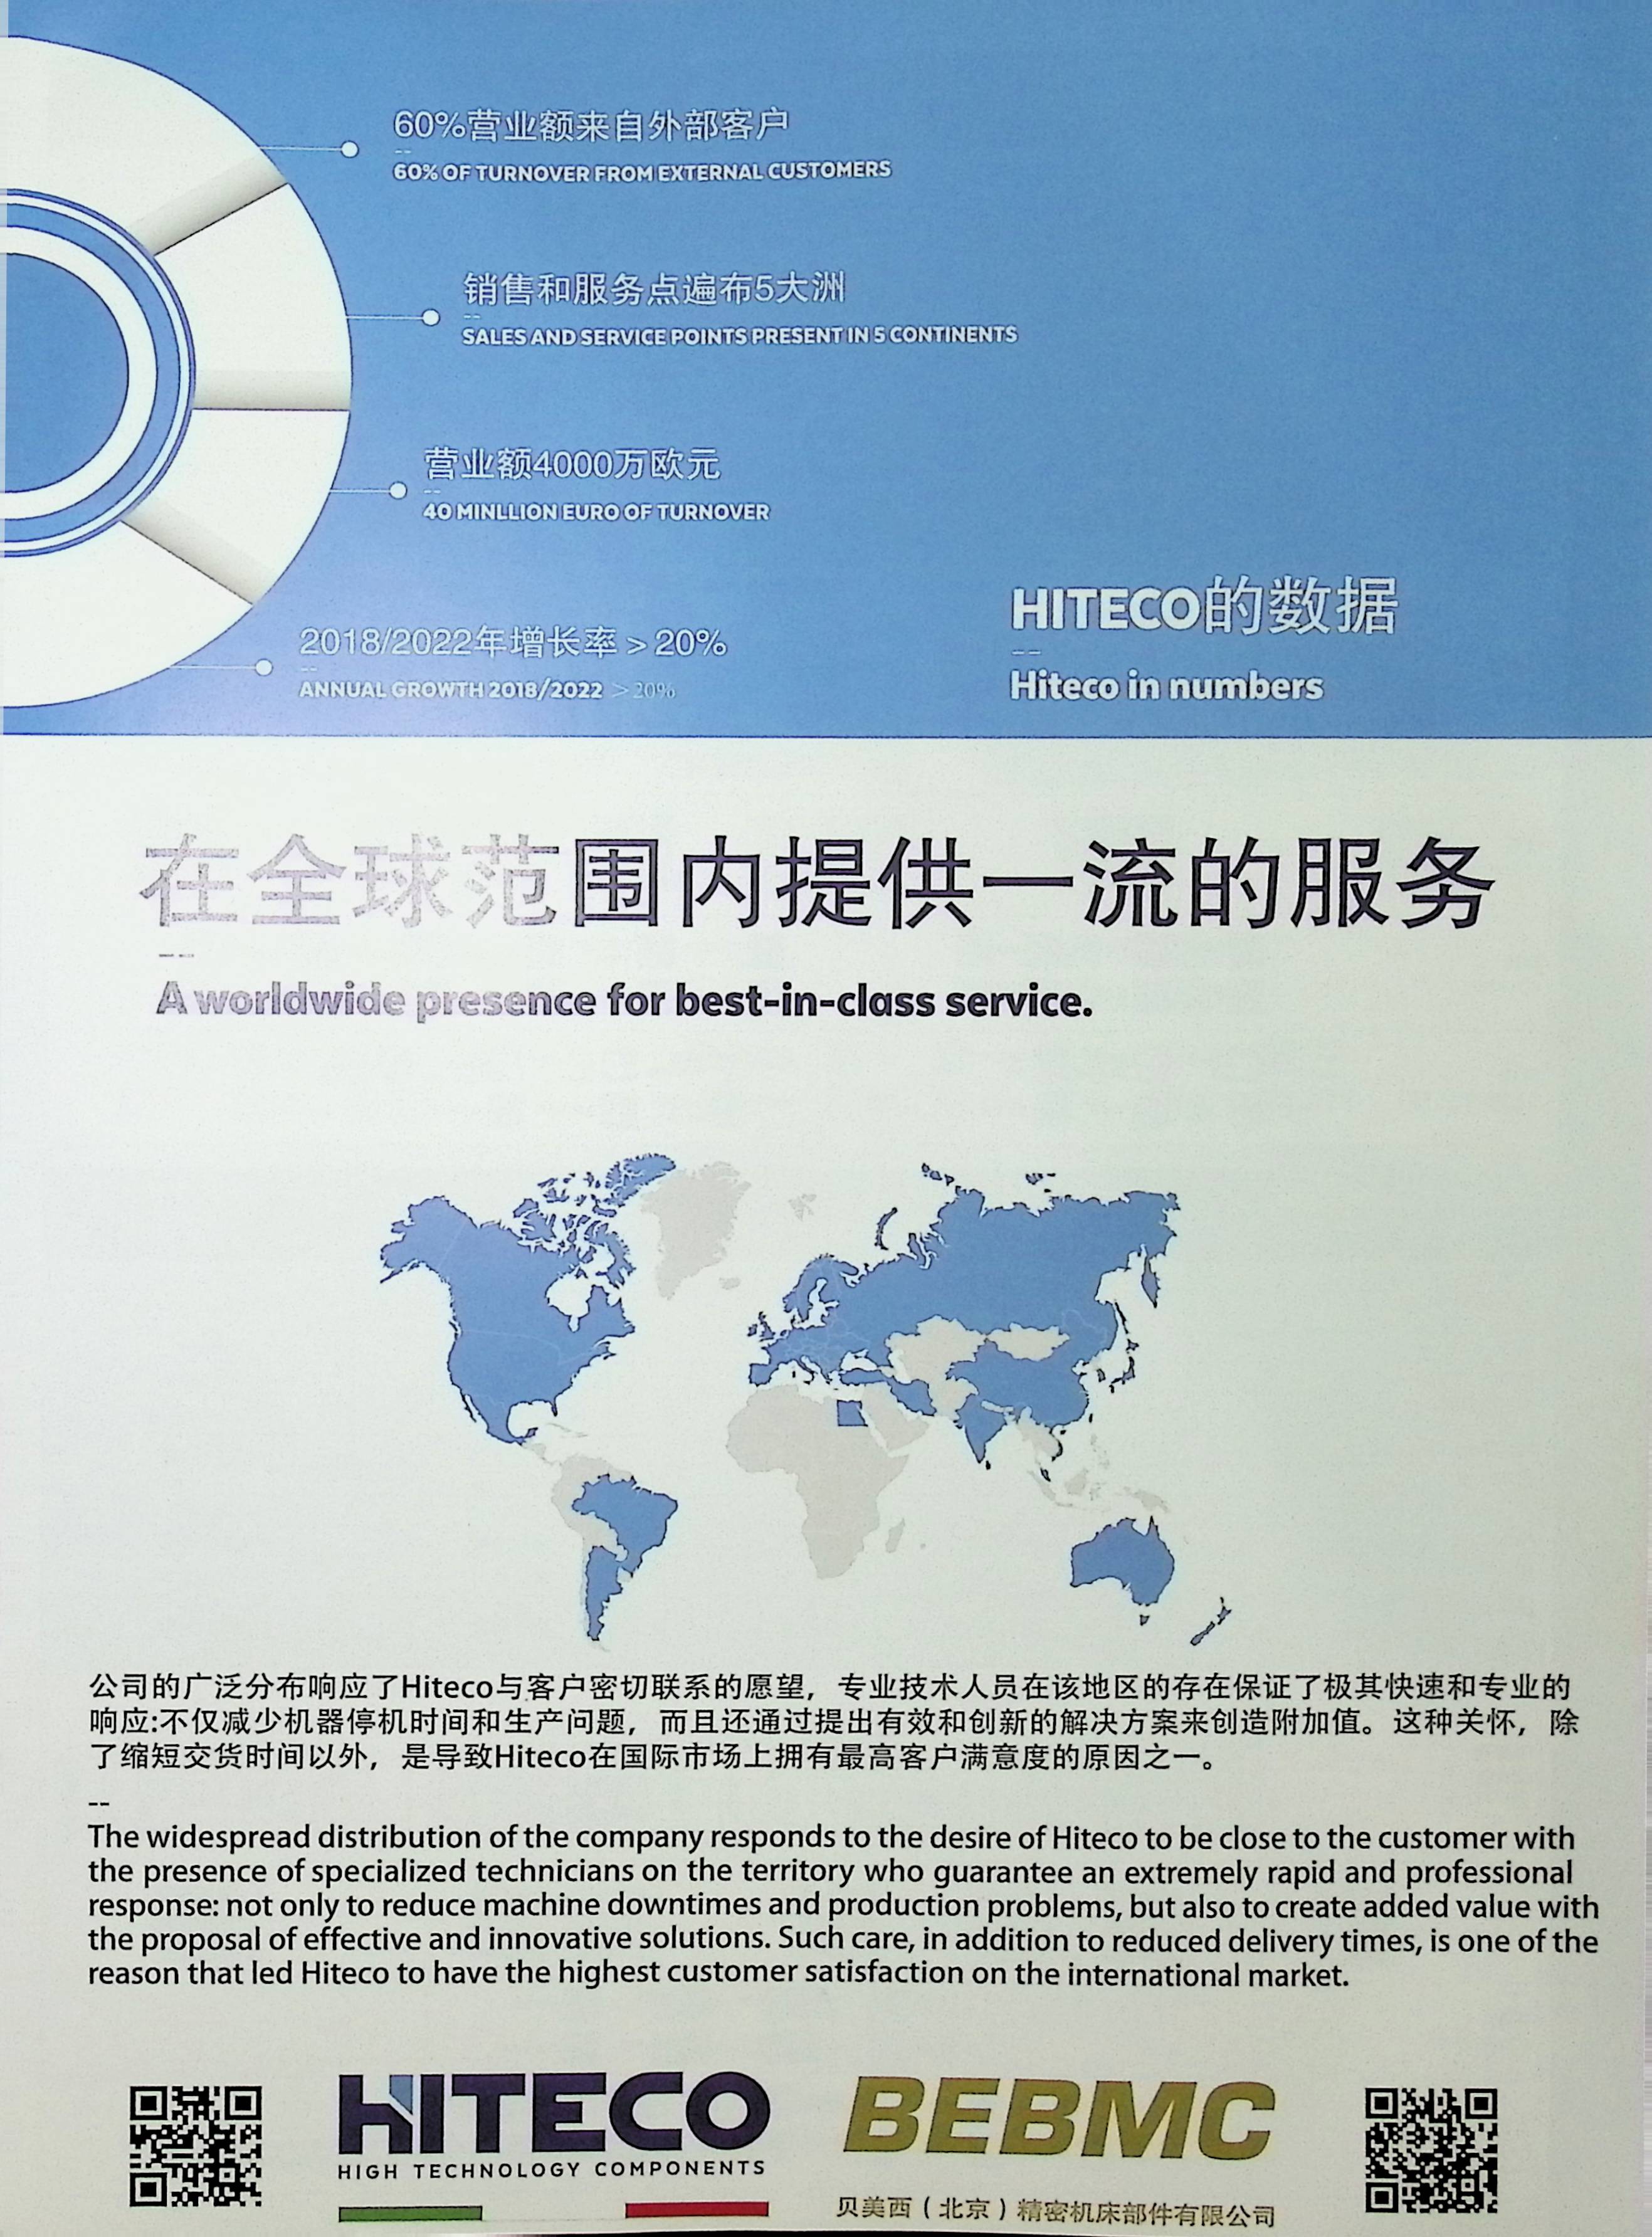 60%营业额来自外部客户
--
60% OF TURNOVER FROM EXTERNAL CUSTOMERS
销售和服务点遍布5大洲
--
SALES AND SERVICE POINTS PRESENT IN 5 CONTINENTS
营业额4000万欧元
--
40 MINLLION EURO OF TURNOVER
2018/2022年增长率 > 20%
--
ANNUAL GROWTH 2018/2022 > 20%
HITECO的数据
--
Hiteco in numbers
在全球范围内提供一流的服务
--
A worldwide presence for best-in-class service.
公司的广泛分布响应了Hiteco与客户密切联系的愿望，专业技术人员在该地区的存在保证了极其快速和专业的
响应:不仅减少机器停机时间和生产问题，而且还通过提出有效和创新的解决方案来创造附加值。这种关怀，除
了缩短交货时间以外，是导致Hiteco在国际市场上拥有最高客户满意度的原因之一。
--
The widespread distribution of the company responds to the desire of Hiteco to be close to the customer with
the presence of specialized technicians on the territory who guarantee an extremely rapid and professional
response: not only to reduce machine downtimes and production problems, but also to create added value with
the proposal of effective and innovative solutions. Such care, in addition to reduced delivery times, is one of the
reason that led Hiteco to have the highest customer satisfaction on the international market.
HITECO
HIGH TECHNOLOGY COMPONENTS
BEBMC
贝美西（北京）精密机床部件有限公司